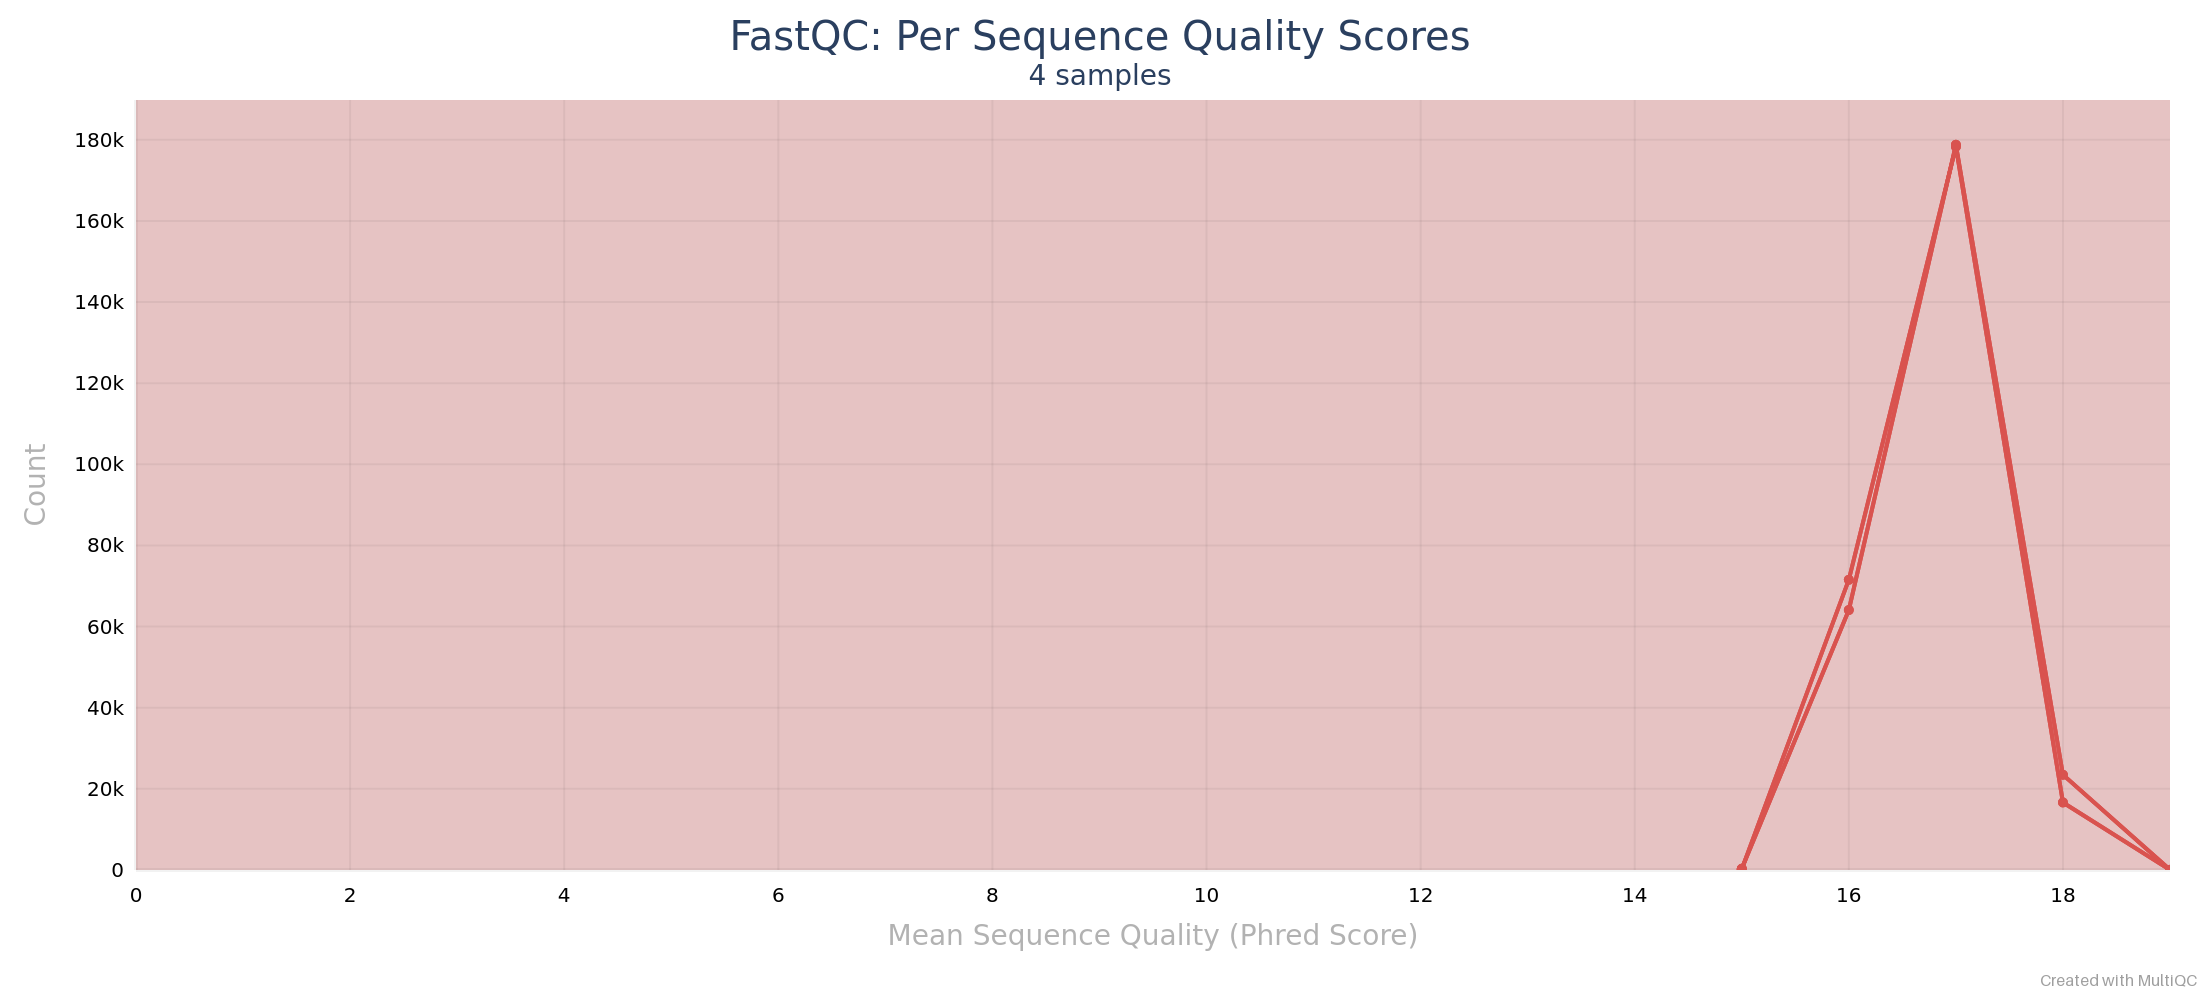 FastQC: Per Sequence Quality Scores
4 samples
180k
160k
140k
120k
100k
80k
60k
40k
20k
0
Count
0 2 4 6 8 10 12 14 16 18
Mean Sequence Quality (Phred Score)
Created with MultiQC